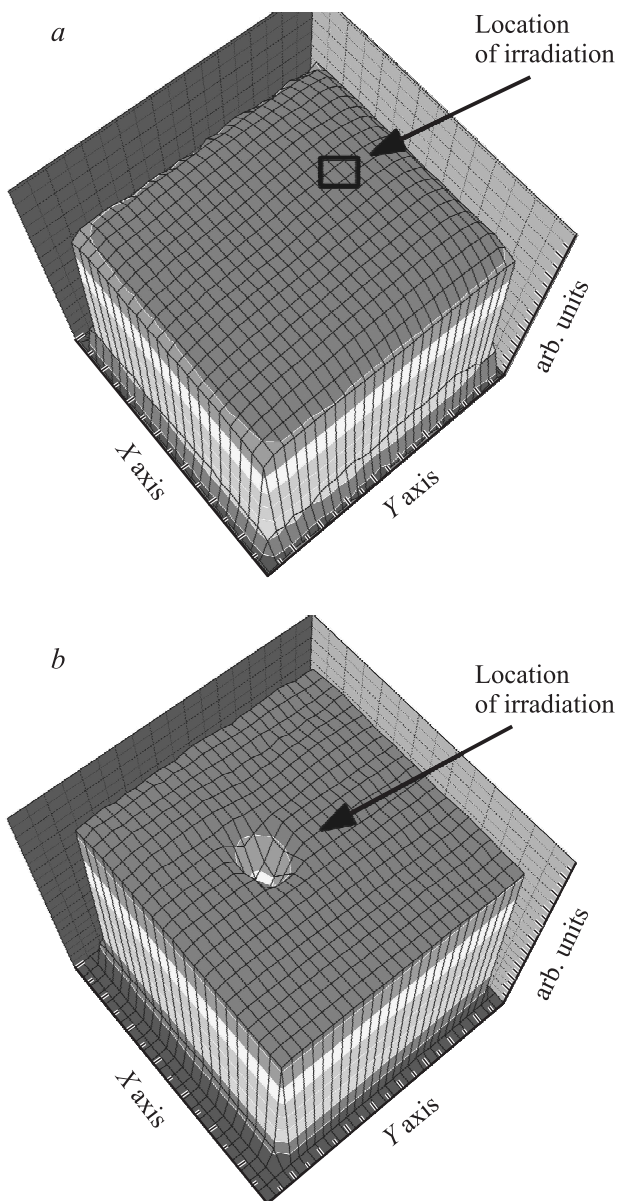 a
Location
of irradiation
arb. units
X axis
Y axis
b
Location
of irradiation
arb. units
X axis
Y axis